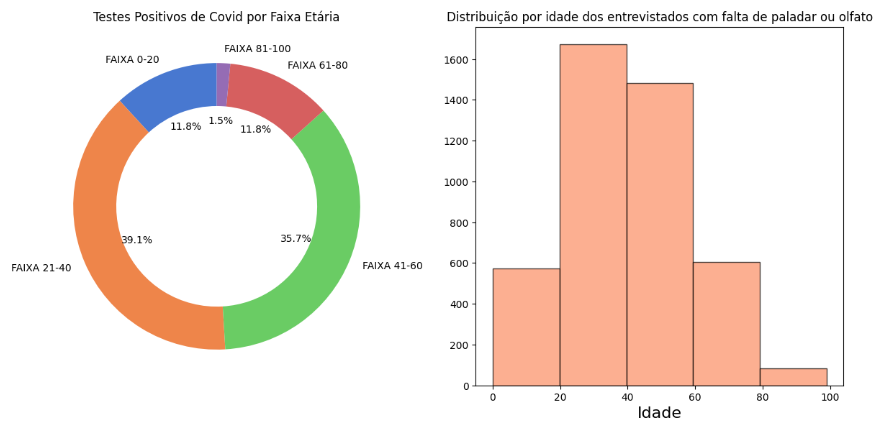 Testes Positivos de Covid por Faixa Etária
FAIXA 81-100
FAIXA 0-20
FAIXA 61-80
11.8%
1.5%
11.8%
39.1%
35.7%
FAIXA 21-40
FAIXA 41-60
Distribuição por idade dos entrevistados com falta de paladar ou olfato
1600
1400
1200
1000
800
600
400
200
0
0 20 40 60 80 100
Idade